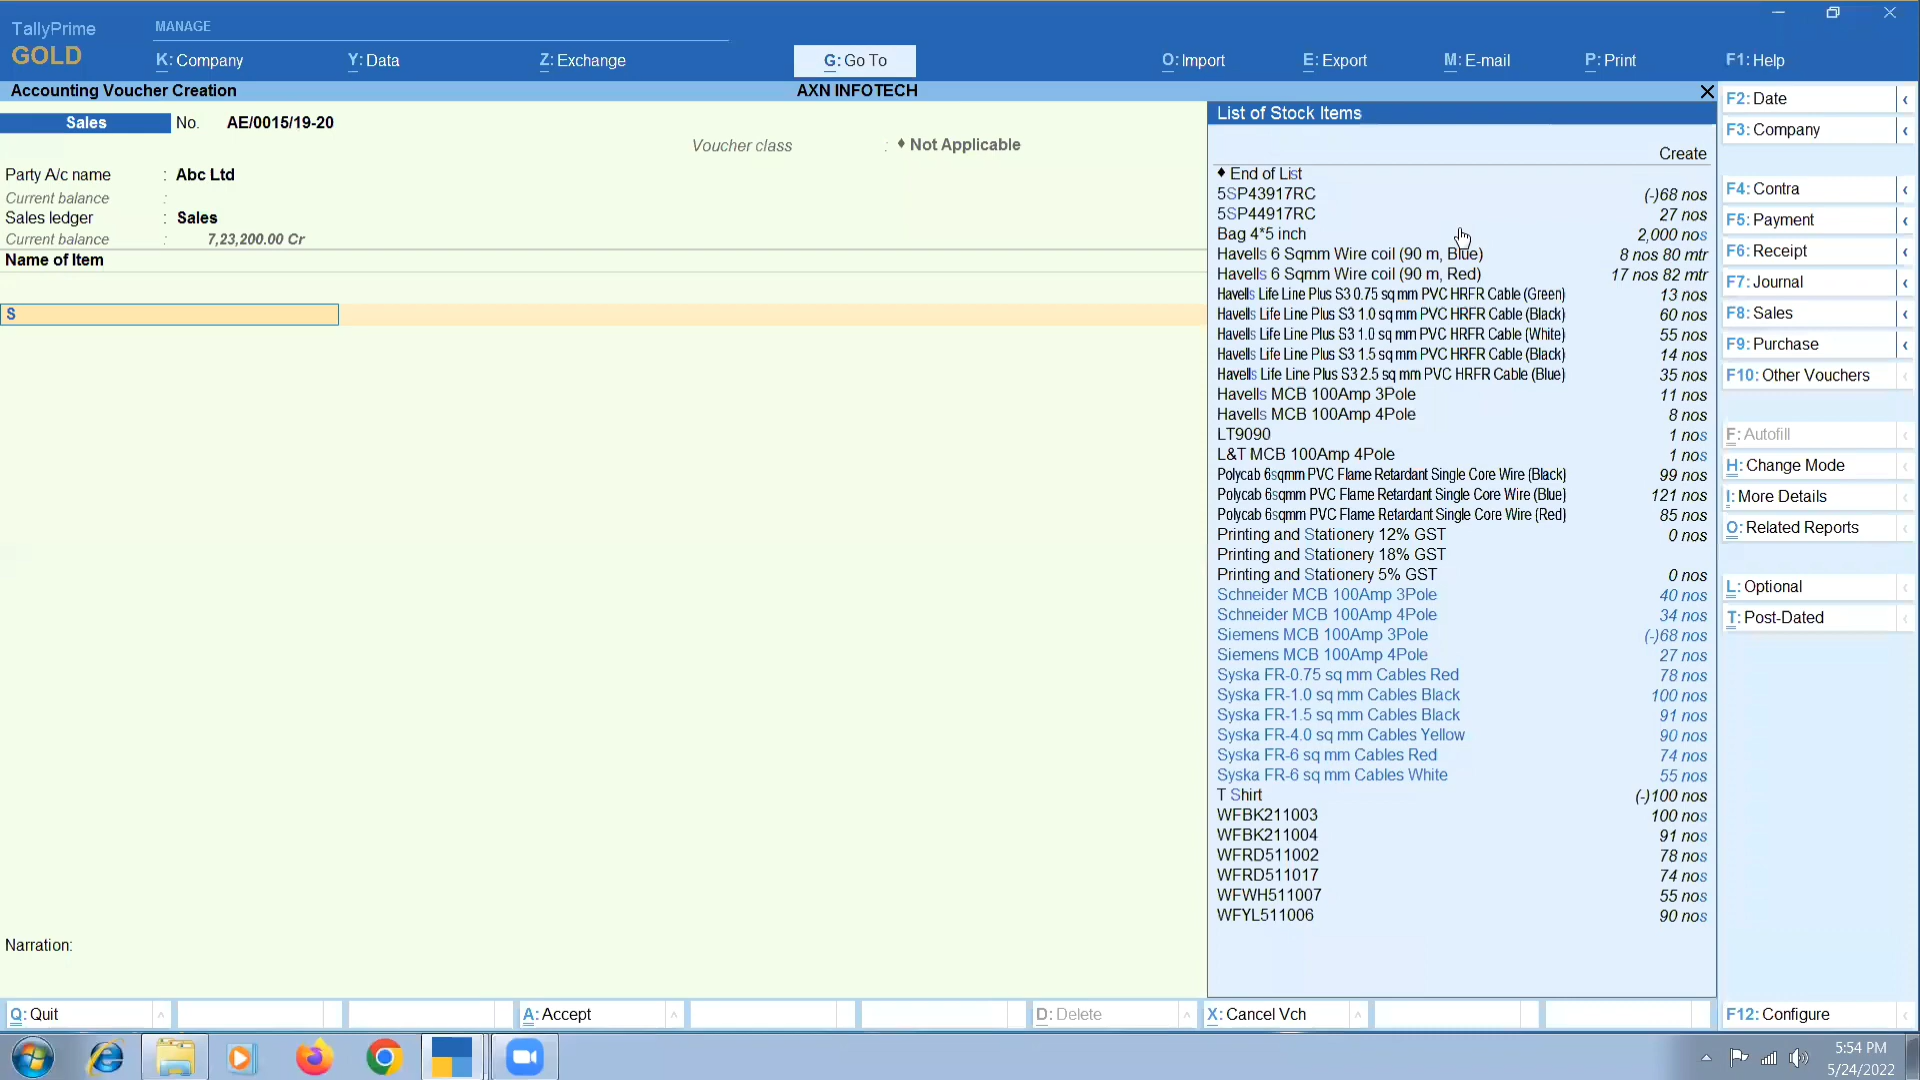 TallyPrime
GOLD
MANAGE
K: Company
Y: Data
Z: Exchange
G: Go To
O: Import
E: Export
M: E-mail
P: Print
F1: Help
Accounting Voucher Creation
AXN INFOTECH
Sales No. AE/0015/19-20
Voucher class : ♦ Not Applicable
Party A/c name : Abc Ltd
Current balance :
Sales ledger : Sales
Current balance : 7,23,200.00 Cr
Name of Item
S
Narration:
List of Stock Items
Create
♦ End of List
5SP43917RC (-)68 nos
5SP44917RC 27 nos
Bag 4*5 inch 2,000 nos
Havells 6 Sqmm Wire coil (90 m, Blue) 8 nos 80 mtr
Havells 6 Sqmm Wire coil (90 m, Red) 17 nos 82 mtr
Havells Life Line Plus S3 0.75 sq mm PVC HRFR Cable (Green) 13 nos
Havells Life Line Plus S3 1.0 sq mm PVC HRFR Cable (Black) 60 nos
Havells Life Line Plus S3 1.0 sq mm PVC HRFR Cable (White) 55 nos
Havells Life Line Plus S3 1.5 sq mm PVC HRFR Cable (Black) 14 nos
Havells Life Line Plus S3 2.5 sq mm PVC HRFR Cable (Blue) 35 nos
Havells MCB 100Amp 3Pole 11 nos
Havells MCB 100Amp 4Pole 8 nos
LT9090 1 nos
L&T MCB 100Amp 4Pole 1 nos
Polycab 6sqmm PVC Flame Retardant Single Core Wire (Black) 99 nos
Polycab 6sqmm PVC Flame Retardant Single Core Wire (Blue) 121 nos
Polycab 6sqmm PVC Flame Retardant Single Core Wire (Red) 85 nos
Printing and Stationery 12% GST 0 nos
Printing and Stationery 18% GST
Printing and Stationery 5% GST 0 nos
Schneider MCB 100Amp 3Pole 40 nos
Schneider MCB 100Amp 4Pole 34 nos
Siemens MCB 100Amp 3Pole (-)68 nos
Siemens MCB 100Amp 4Pole 27 nos
Syska FR-0.75 sq mm Cables Red 78 nos
Syska FR-1.0 sq mm Cables Black 100 nos
Syska FR-1.5 sq mm Cables Black 91 nos
Syska FR-4.0 sq mm Cables Yellow 90 nos
Syska FR-6 sq mm Cables Red 74 nos
Syska FR-6 sq mm Cables White 55 nos
T Shirt (-)100 nos
WFBK211003 100 nos
WFBK211004 91 nos
WFRD511002 78 nos
WFRD511017 74 nos
WFWH511007 55 nos
WFYL511006 90 nos
F2: Date
F3: Company
F4: Contra
F5: Payment
F6: Receipt
F7: Journal
F8: Sales
F9: Purchase
F10: Other Vouchers
F: Autofill
H: Change Mode
I: More Details
O: Related Reports
L: Optional
T: Post-Dated
Q: Quit
A: Accept
D: Delete
X: Cancel Vch
F12: Configure
5:54 PM
5/24/2022